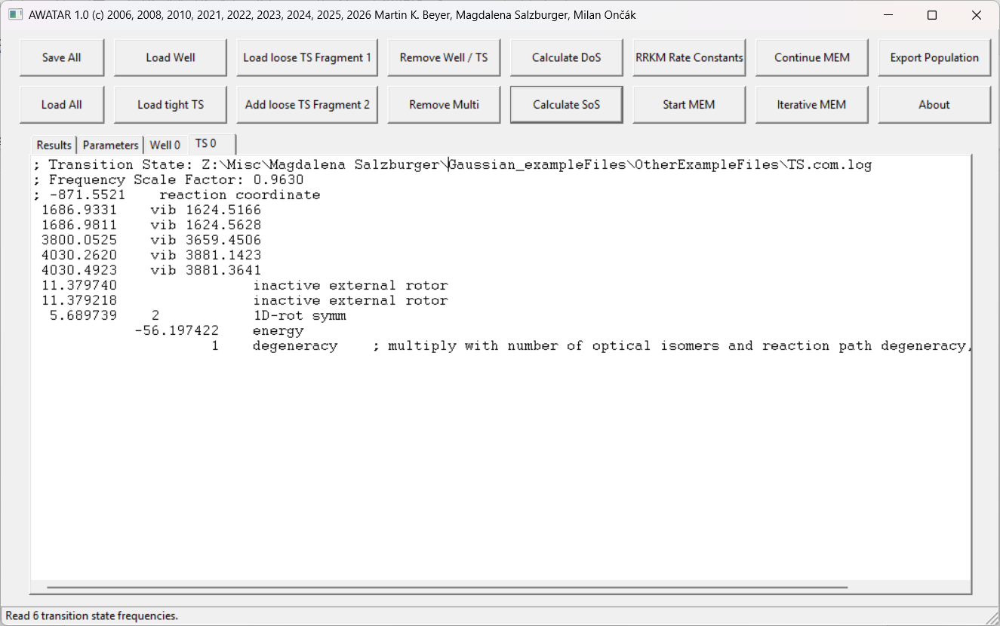 AWATAR 1.0 (c) 2006, 2008, 2010, 2021, 2022, 2023, 2024, 2025, 2026 Martin K. Beyer, Magdalena Salzburger, Milan Ončák
Save All Load Well Load loose TS Fragment 1 Remove Well / TS Calculate DoS RRKM Rate Constants Continue MEM Export Population
Load All Load tight TS Add loose TS Fragment 2 Remove Multi Calculate SoS Start MEM Iterative MEM About
Results Parameters Well 0 TS 0
; Transition State: Z:\Misc\Magdalena Salzburger\Gaussian_exampleFiles\OtherExampleFiles\TS.com.log
; Frequency Scale Factor: 0.9630
; -871.5521 reaction coordinate
1686.9331 vib 1624.5166
1686.9811 vib 1624.5628
3800.0525 vib 3659.4506
4030.2620 vib 3881.1423
4030.4923 vib 3881.3641
11.379740 inactive external rotor
11.379218 inactive external rotor
5.689739 2 1D-rot symm
-56.197422 energy
1 degeneracy ; multiply with number of optical isomers and reaction path degeneracy,
Read 6 transition state frequencies.